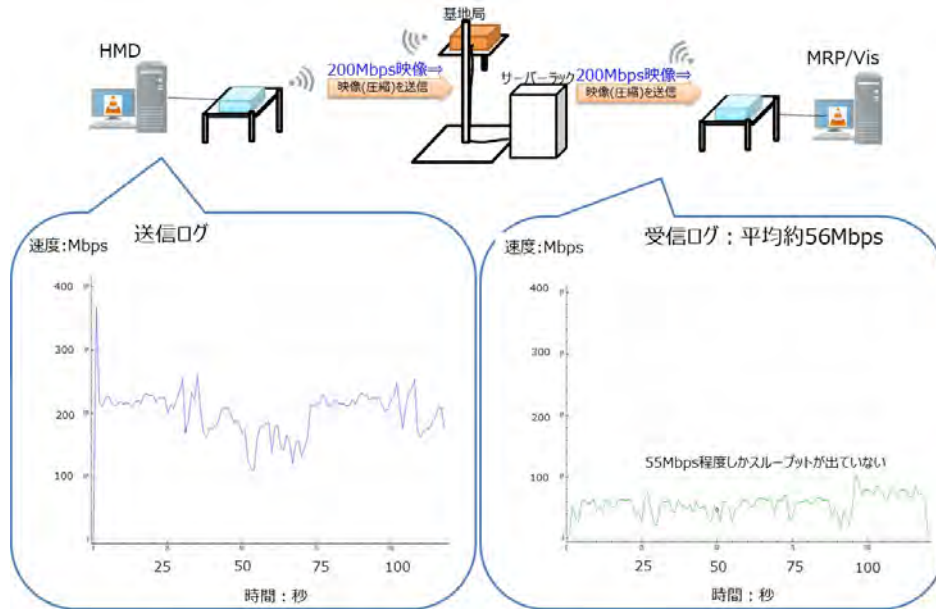 基地局
HMD
MRP/Vis
200Mbps映像⇒
映像(圧縮)を送信
サーバーラック
200Mbps映像⇒
映像(圧縮)を送信
送信ログ
速度:Mbps
400
300
200
100
25
50
75
100
時間：秒
受信ログ：平均約56Mbps
速度:Mbps
400
300
200
100
55Mbps程度しかスループットが出ていない
25
50
75
100
時間：秒